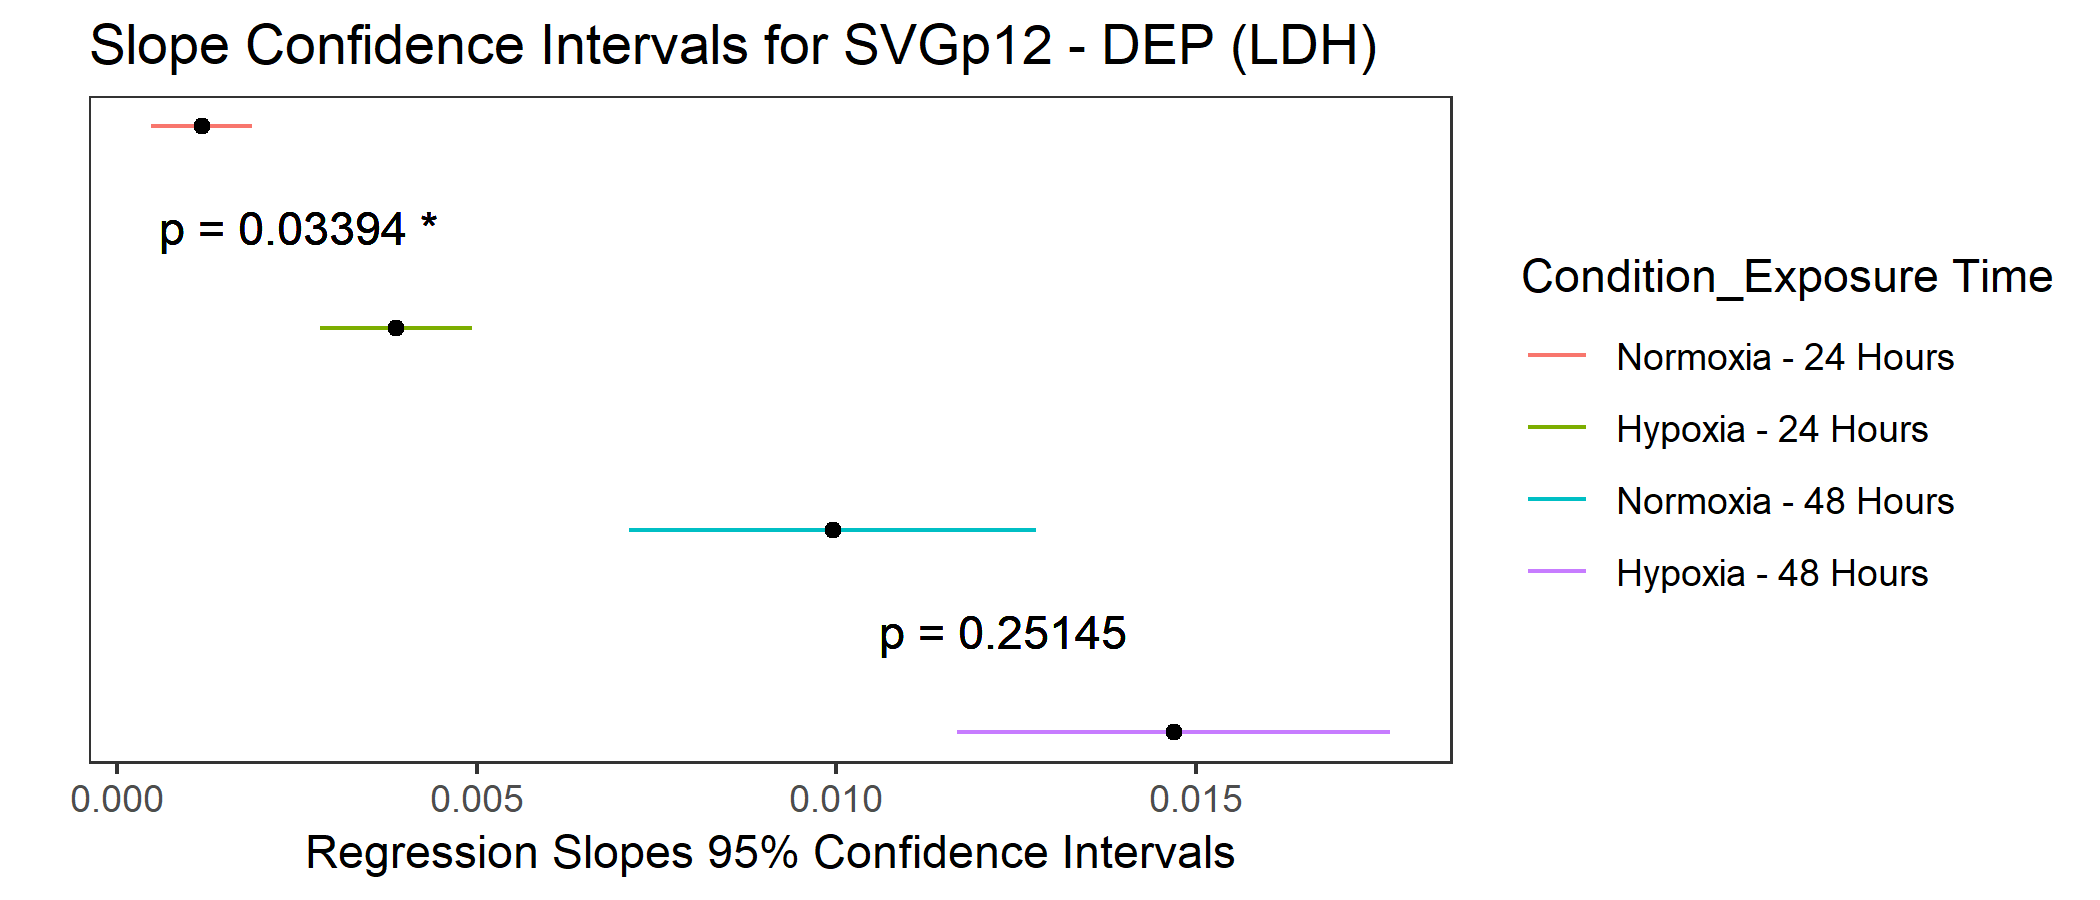 Slope Confidence Intervals for SVGp12 - DEP (LDH)
p = 0.03394 *
p = 0.25145
0.000 0.005 0.010 0.015
Regression Slopes 95% Confidence Intervals
Condition_Exposure Time
Normoxia - 24 Hours
Hypoxia - 24 Hours
Normoxia - 48 Hours
Hypoxia - 48 Hours